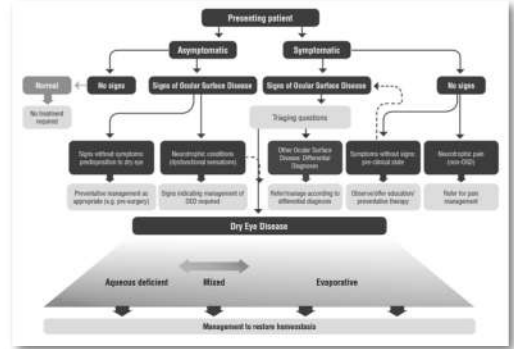 Presenting patient
Asymptomatic
Symptomatic
Normal
No signs
Signs of Ocular Surface Disease
Signs of Ocular Surface Disease
No signs
No treatment
required
Triaging questions
Signs without symptoms:
predisposition to dry eye
Neurotrophic conditions
(dysfunctional sensations)
Other Ocular Surface
Disease: Differential
Diagnoses
Symptoms without signs:
pre-clinical state
Neurotrophic pain
(non-OSD)
Preventative management as
appropriate (e.g. pre-surgery)
Signs indicating management of
DED required
Refer/manage according to
differential diagnosis
Observe/offer education/
preventative therapy
Refer for pain
management
Dry Eye Disease
Aqueous deficient
Mixed
Evaporative
Management to restore homeostasis